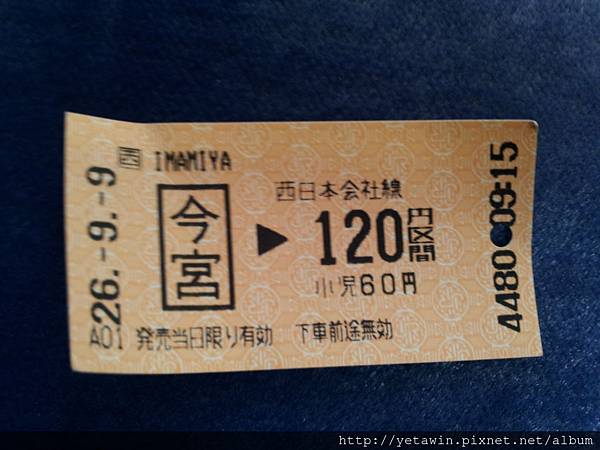 西 IMAMIYA
26.-9.-9
今宮
▶
西日本会社線
120円区間
小児60円
4480 09:15
A01 発売当日限り有効 下車前途無効
http://yetawin.pixnet.net/album